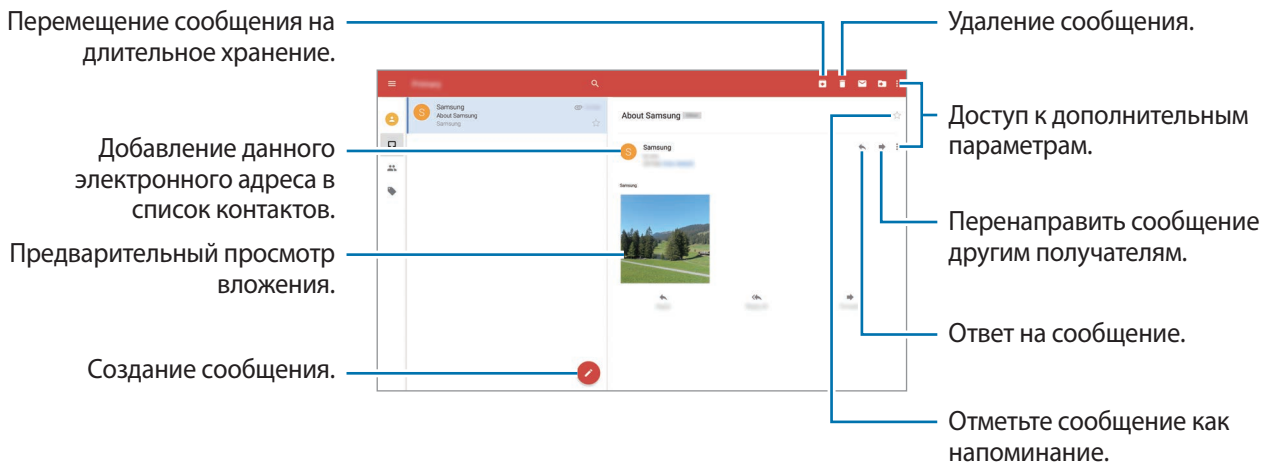 Перемещение сообщения на
длительное хранение.
Удаление сообщения.
Samsung
About Samsung
Samsung
About Samsung
Доступ к дополнительным
параметрам.
Добавление данного
электронного адреса в
список контактов.
Samsung
Samsung
Перенаправить сообщение
другим получателям.
Предварительный просмотр
вложения.
Ответ на сообщение.
Создание сообщения.
Отметьте сообщение как
напоминание.